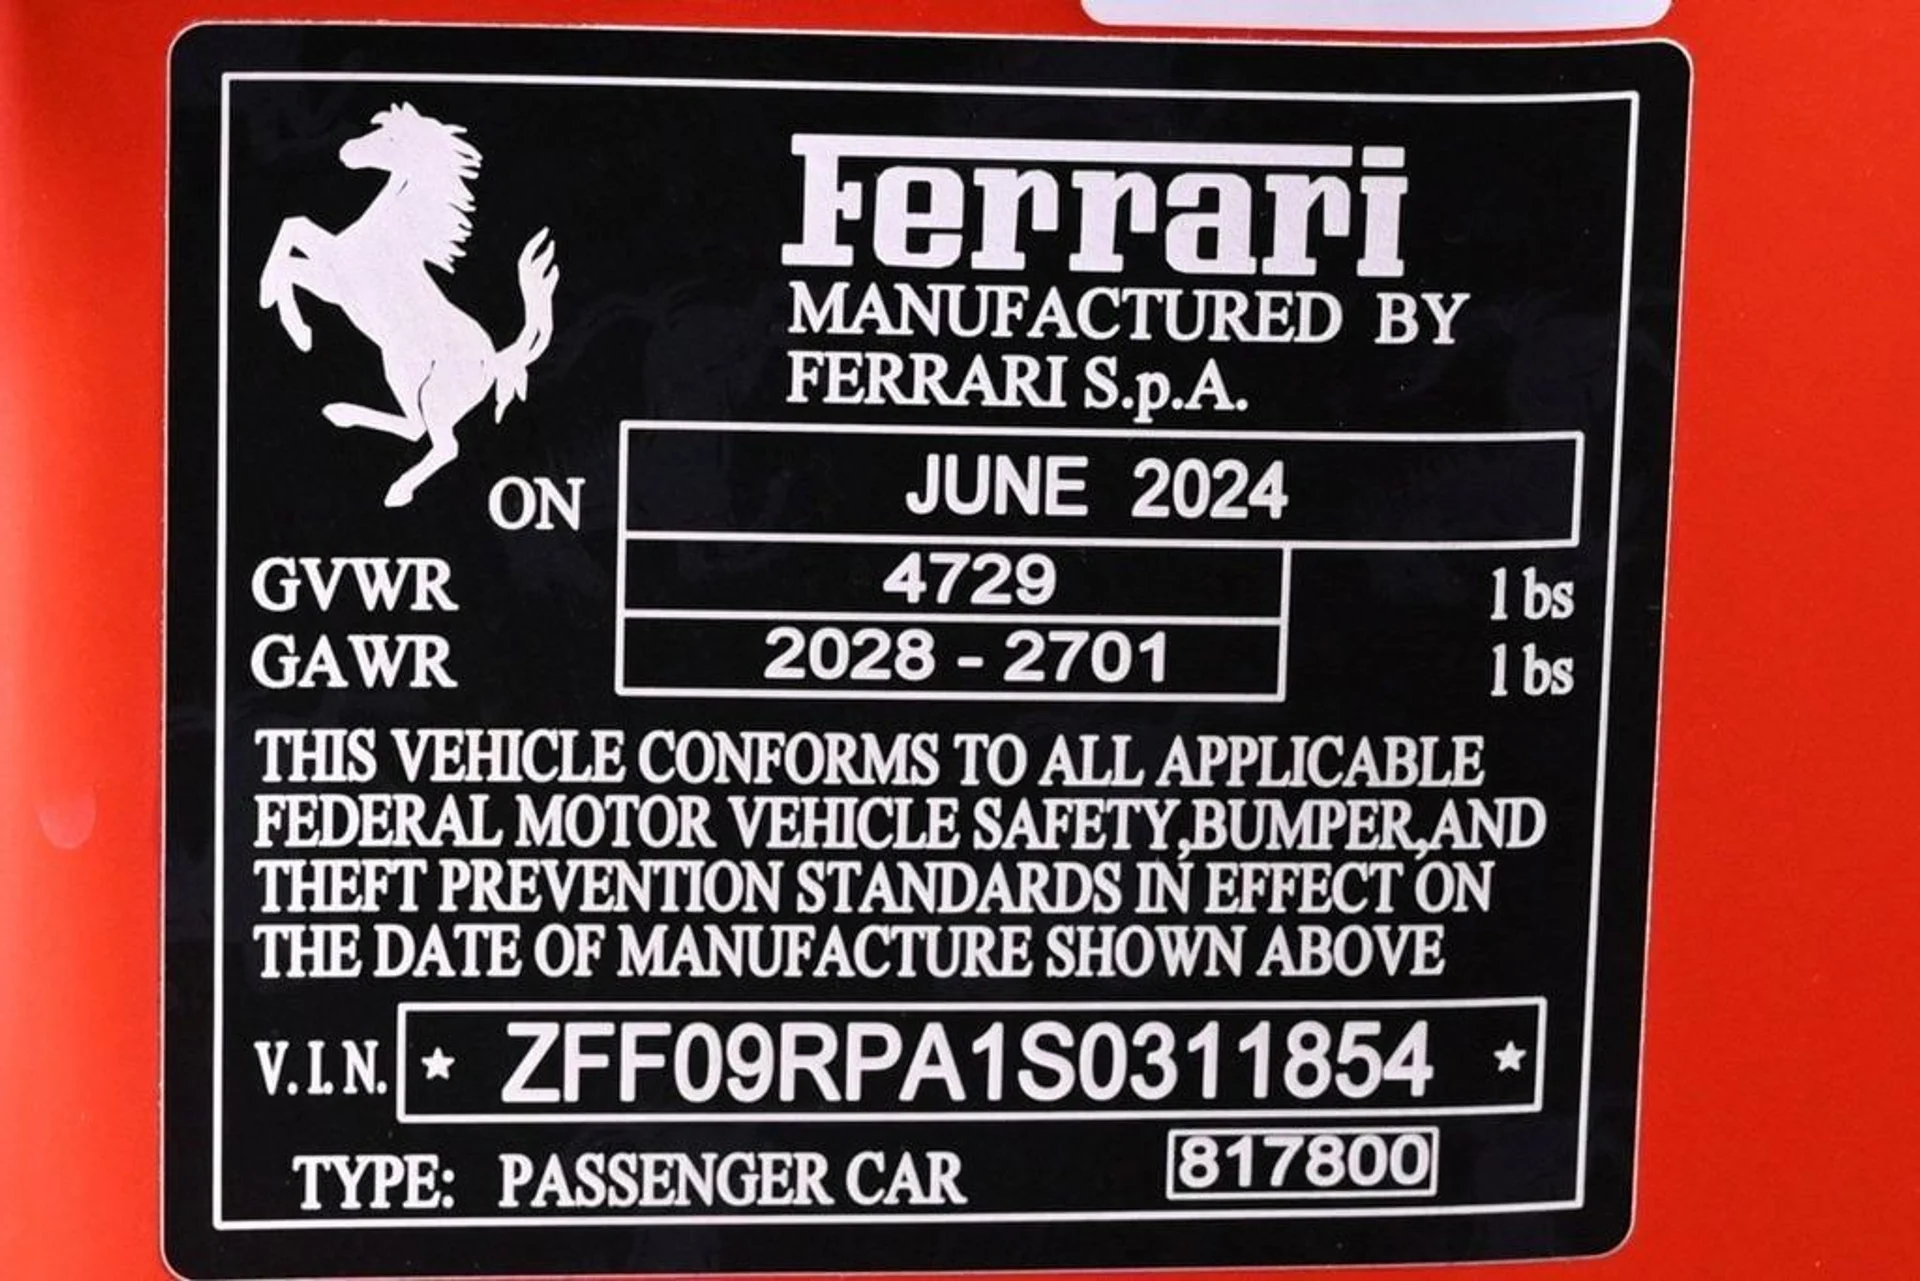 Ferrari
MANUFACTURED BY
FERRARI S.p.A.
ON JUNE 2024
GVWR 4729 lbs
GAWR 2028 - 2701 lbs
THIS VEHICLE CONFORMS TO ALL APPLICABLE
FEDERAL MOTOR VEHICLE SAFETY,BUMPER,AND
THEFT PREVENTION STANDARDS IN EFFECT ON
THE DATE OF MANUFACTURE SHOWN ABOVE
V.I.N. ★ ZFF09RPA1S0311854 ★
TYPE: PASSENGER CAR 817800